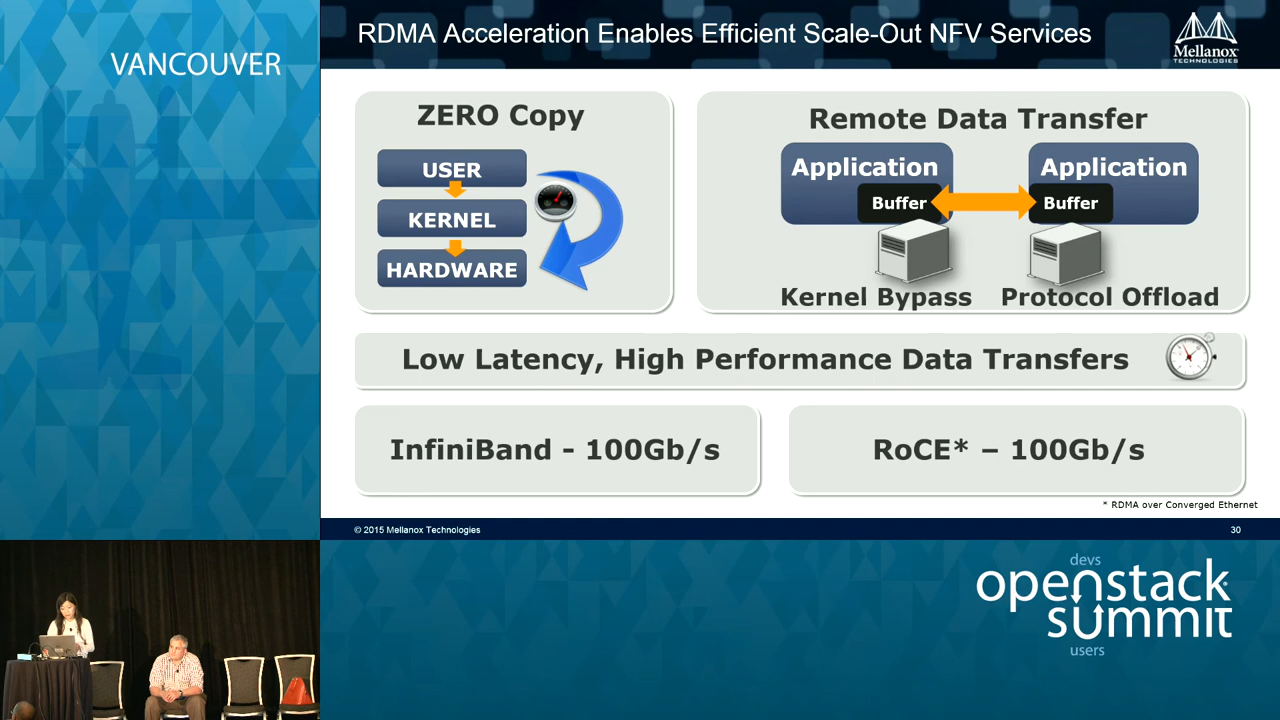 VANCOUVER
RDMA Acceleration Enables Efficient Scale-Out NFV Services
Mellanox
TECHNOLOGIES
ZERO Copy
USER
KERNEL
HARDWARE
Remote Data Transfer
Application
Application
Buffer
Buffer
Kernel Bypass
Protocol Offload
Low Latency, High Performance Data Transfers
InfiniBand - 100Gb/s
RoCE* – 100Gb/s
* RDMA over Converged Ethernet
© 2015 Mellanox Technologies
30
devs
openstack
summit
users